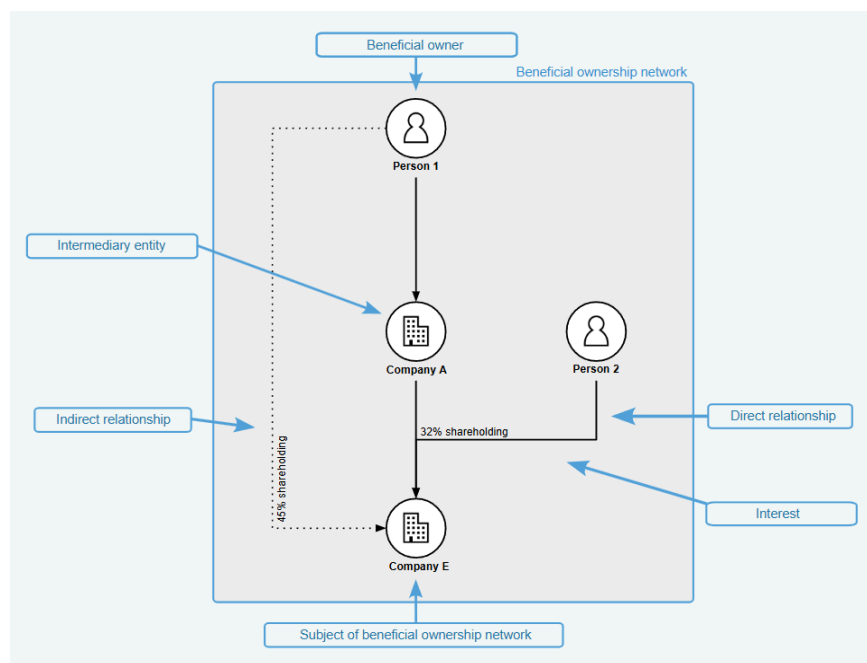 Beneficial owner
Beneficial ownership network
Person 1
Intermediary entity
Company A
Person 2
Indirect relationship
Direct relationship
32% shareholding
45% shareholding
Interest
Company E
Subject of beneficial ownership network